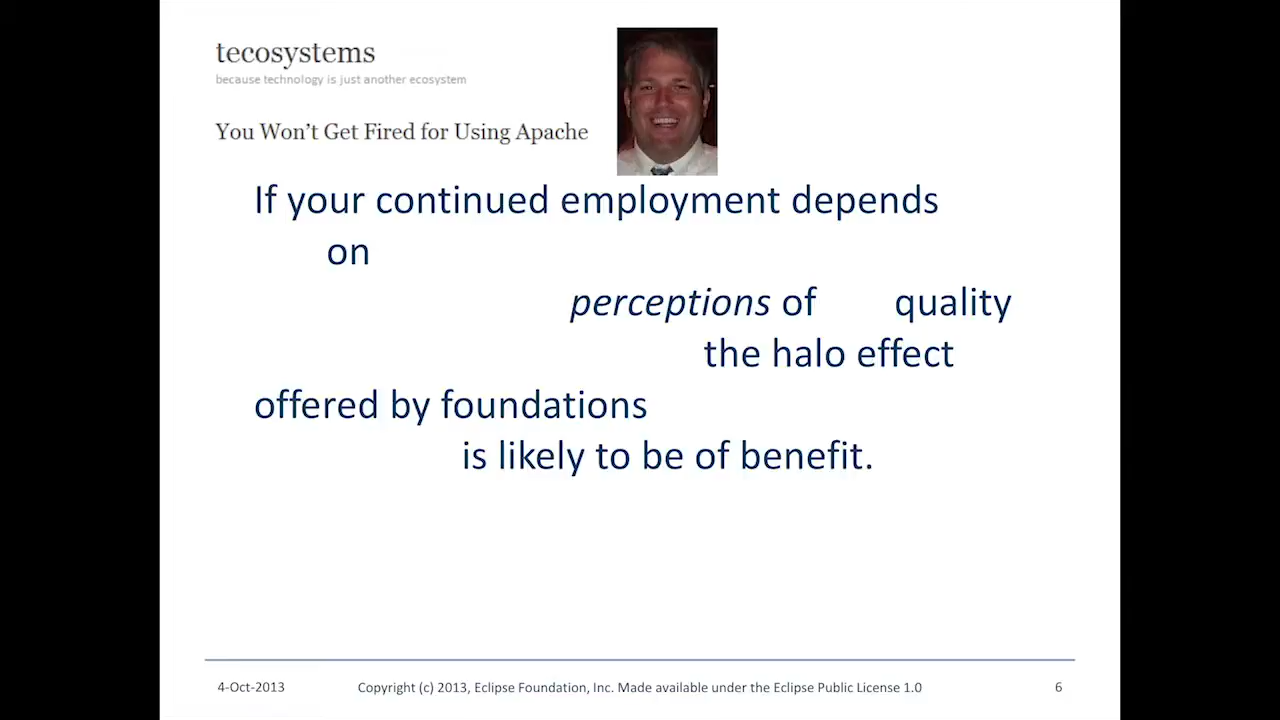 tecosystems
because technology is just another ecosystem
You Won't Get Fired for Using Apache
If your continued employment depends
on
perceptions of quality
the halo effect
offered by foundations
is likely to be of benefit.
4-Oct-2013 Copyright (c) 2013, Eclipse Foundation, Inc. Made available under the Eclipse Public License 1.0 6